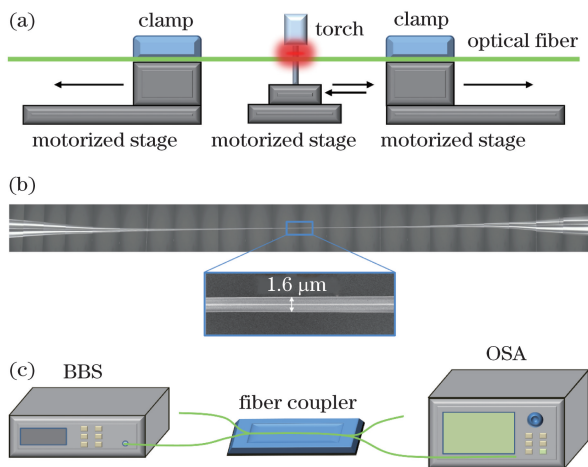 (a)
clamp
torch
clamp
optical fiber
motorized stage
motorized stage
motorized stage
(b)
1.6 μm
(c)
BBS
fiber coupler
OSA